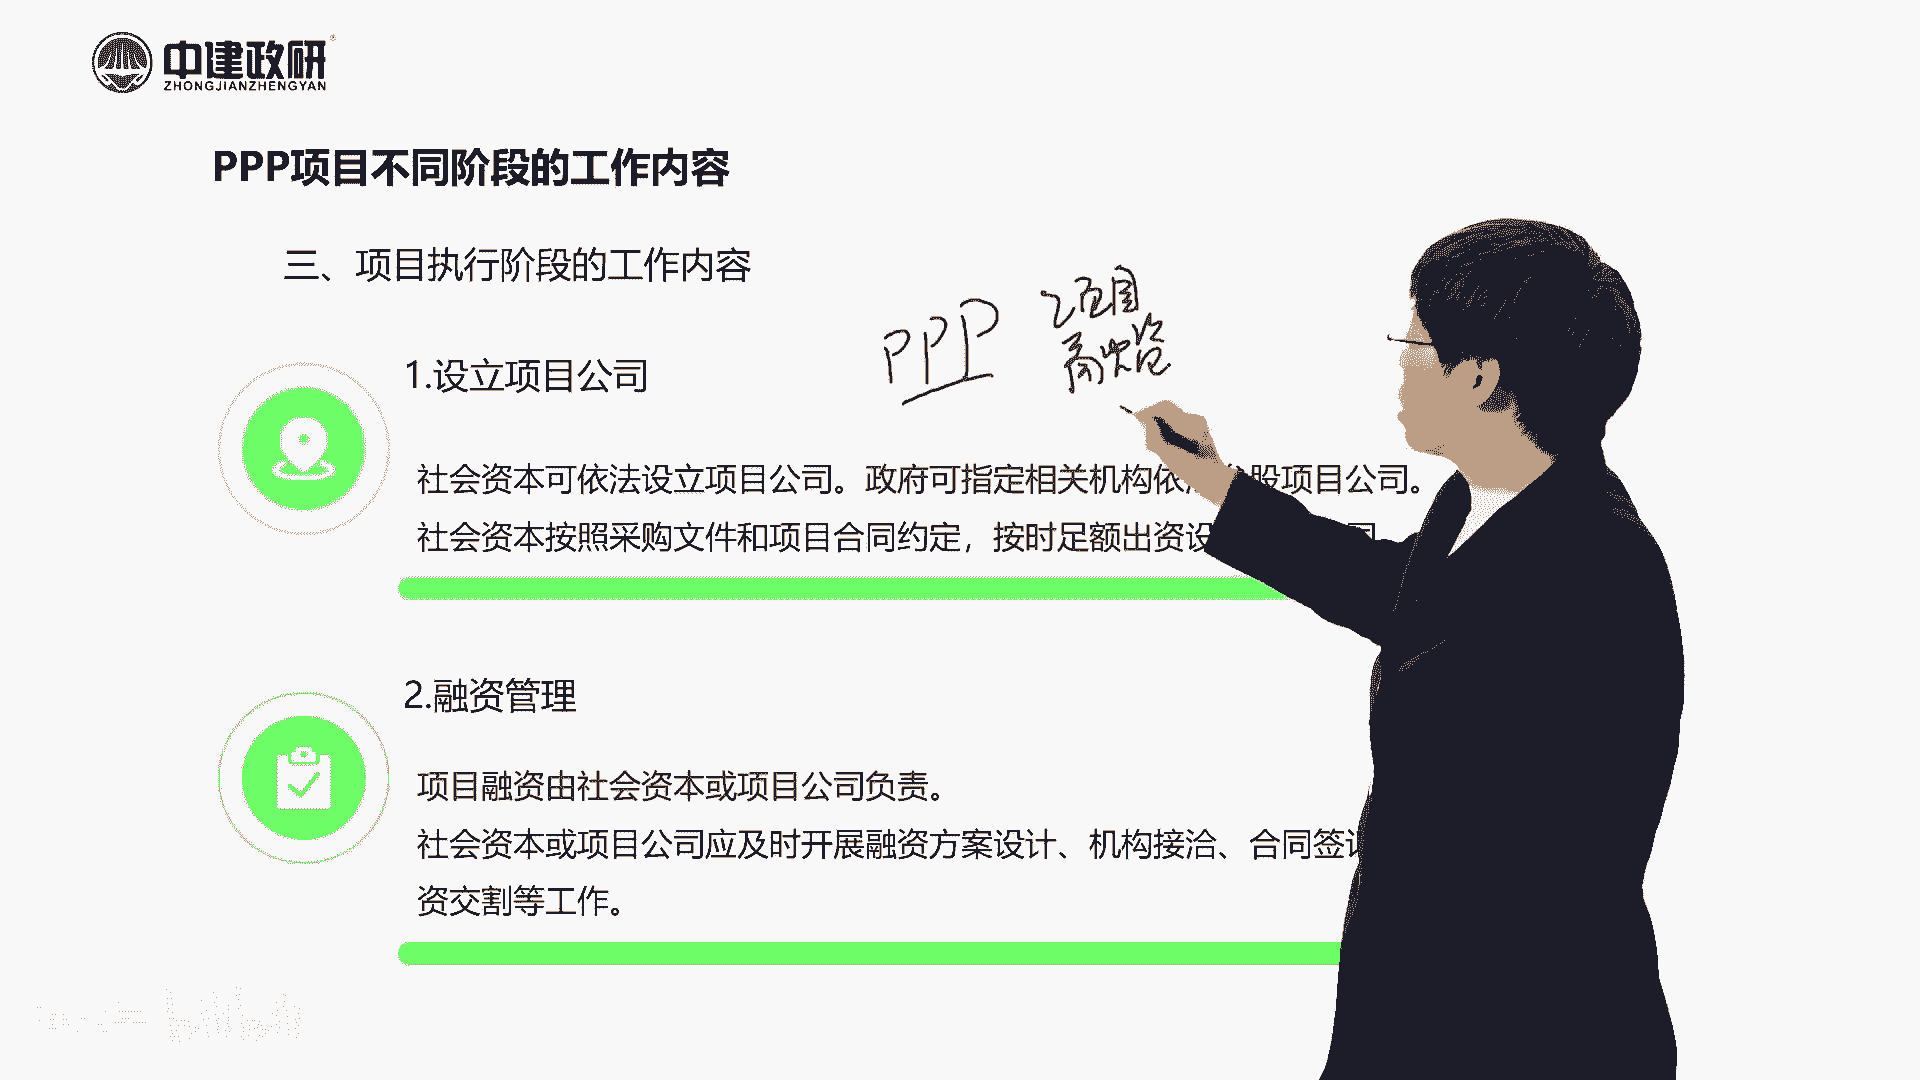 中建政研
ZHONGJIANZHENGYAN
PPP项目不同阶段的工作内容
三、项目执行阶段的工作内容
PPP 项目
1.设立项目公司
社会资本可依法设立项目公司。政府可指定相关机构依 股项目公司。
社会资本按照采购文件和项目合同约定，按时足额出资设
2.融资管理
项目融资由社会资本或项目公司负责。
社会资本或项目公司应及时开展融资方案设计、机构接洽、合同签
资交割等工作。